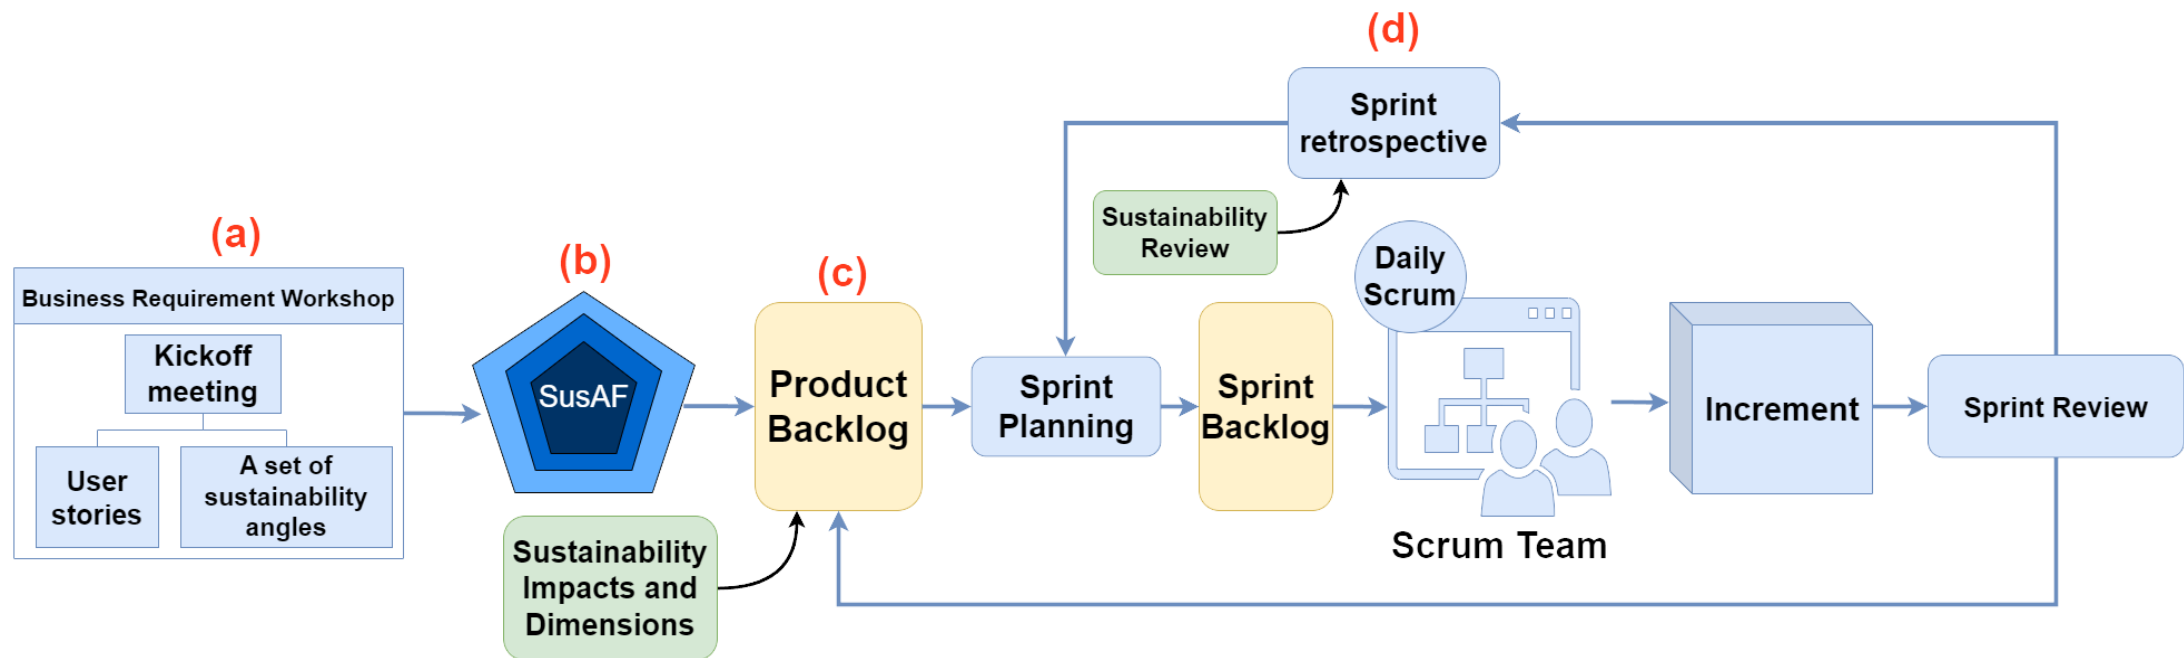 (a)
Business Requirement Workshop
Kickoff
meeting
User
stories
A set of
sustainability
angles
(b)
SusAF
Sustainability
Impacts and
Dimensions
(c)
Product
Backlog
Sprint
Planning
(d)
Sprint
retrospective
Sustainability
Review
Sprint
Backlog
Daily
Scrum
Scrum Team
Increment
Sprint Review